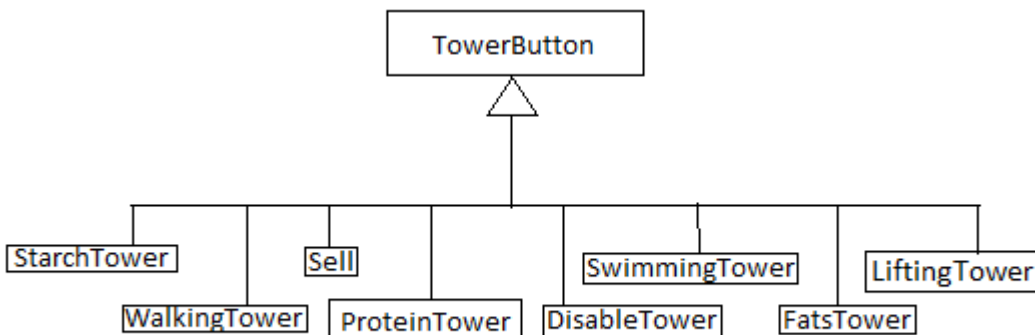 TowerButton
StarchTower
WalkingTower
Sell
ProteinTower
DisableTower
SwimmingTower
FatsTower
LiftingTower